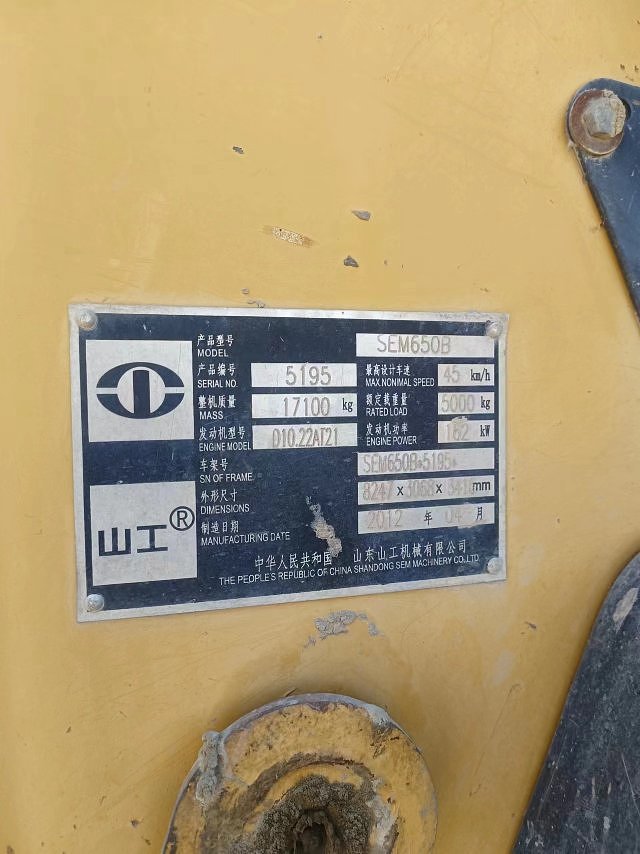 产品型号 SEM650B
MODEL
产品编号 5195 最高设计车速 45 km/h
SERIAL NO. MAX.NONIMAL SPEED
整机质量 17100 kg 额定载重量 5000 kg
MASS RATED LOAD
发动机型号 D10.22AT21 发动机功率 162 kW
ENGINE MODEL ENGINE POWER
车架号 SEM650B*5195*
SN OF FRAME
外形尺寸 8247 x 3068 x mm
DIMENSIONS
制造日期 2012 年 04 月
MANUFACTURING DATE
山工®
中华人民共和国 山东山工机械有限公司
THE PEOPLE'S REPUBLIC OF CHINA SHANDONG SEM MACHINERY CO.,LTD.